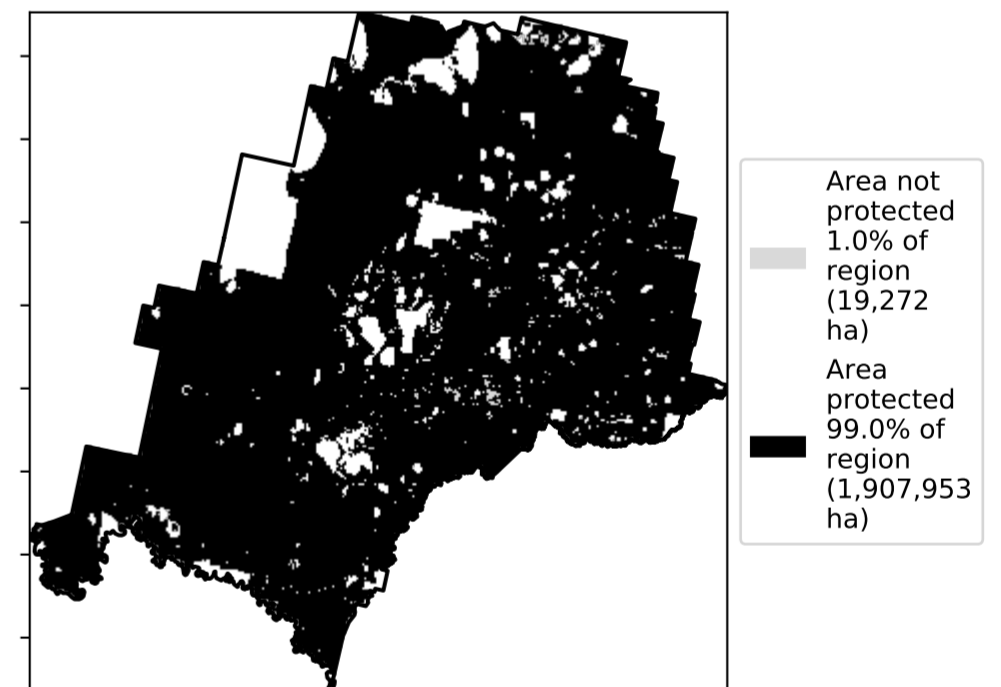 Area not
protected
1.0% of
region
(19,272
ha)
Area
protected
99.0% of
region
(1,907,953
ha)